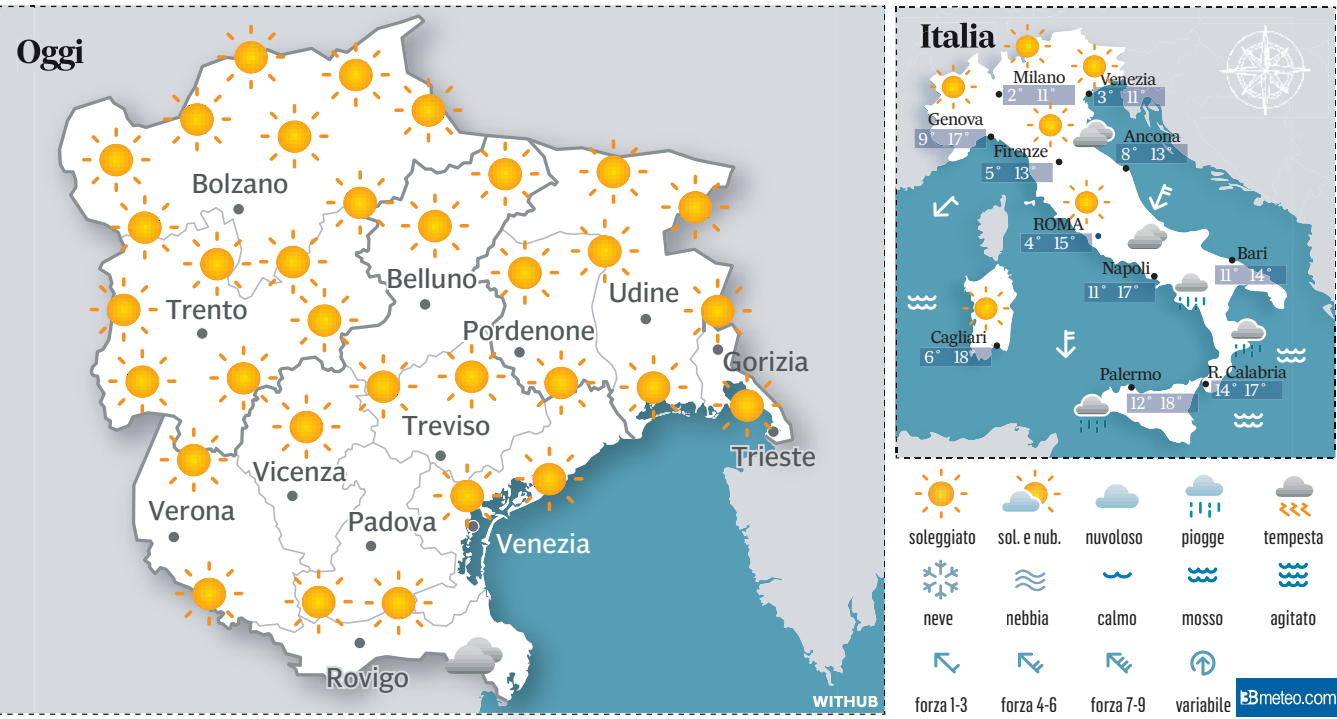 Oggi
Bolzano
Trento
Belluno
Udine
Pordenone
Gorizia
Treviso
Trieste
Vicenza
Verona
Padova
Venezia
Rovigo
WITHUB
Italia
Milano
2° 11°
Venezia
3° 11°
Genova
9° 17°
Ancona
8° 13°
Firenze
5° 13°
ROMA
4° 15°
Bari
11° 14°
Napoli
11° 17°
Cagliari
6° 18°
Palermo
12° 18°
R. Calabria
14° 17°
soleggiato sol. e nub. nuvoloso piogge tempesta
neve nebbia calmo mosso agitato
forza 1-3 forza 4-6 forza 7-9 variabile
3Bmeteo.com